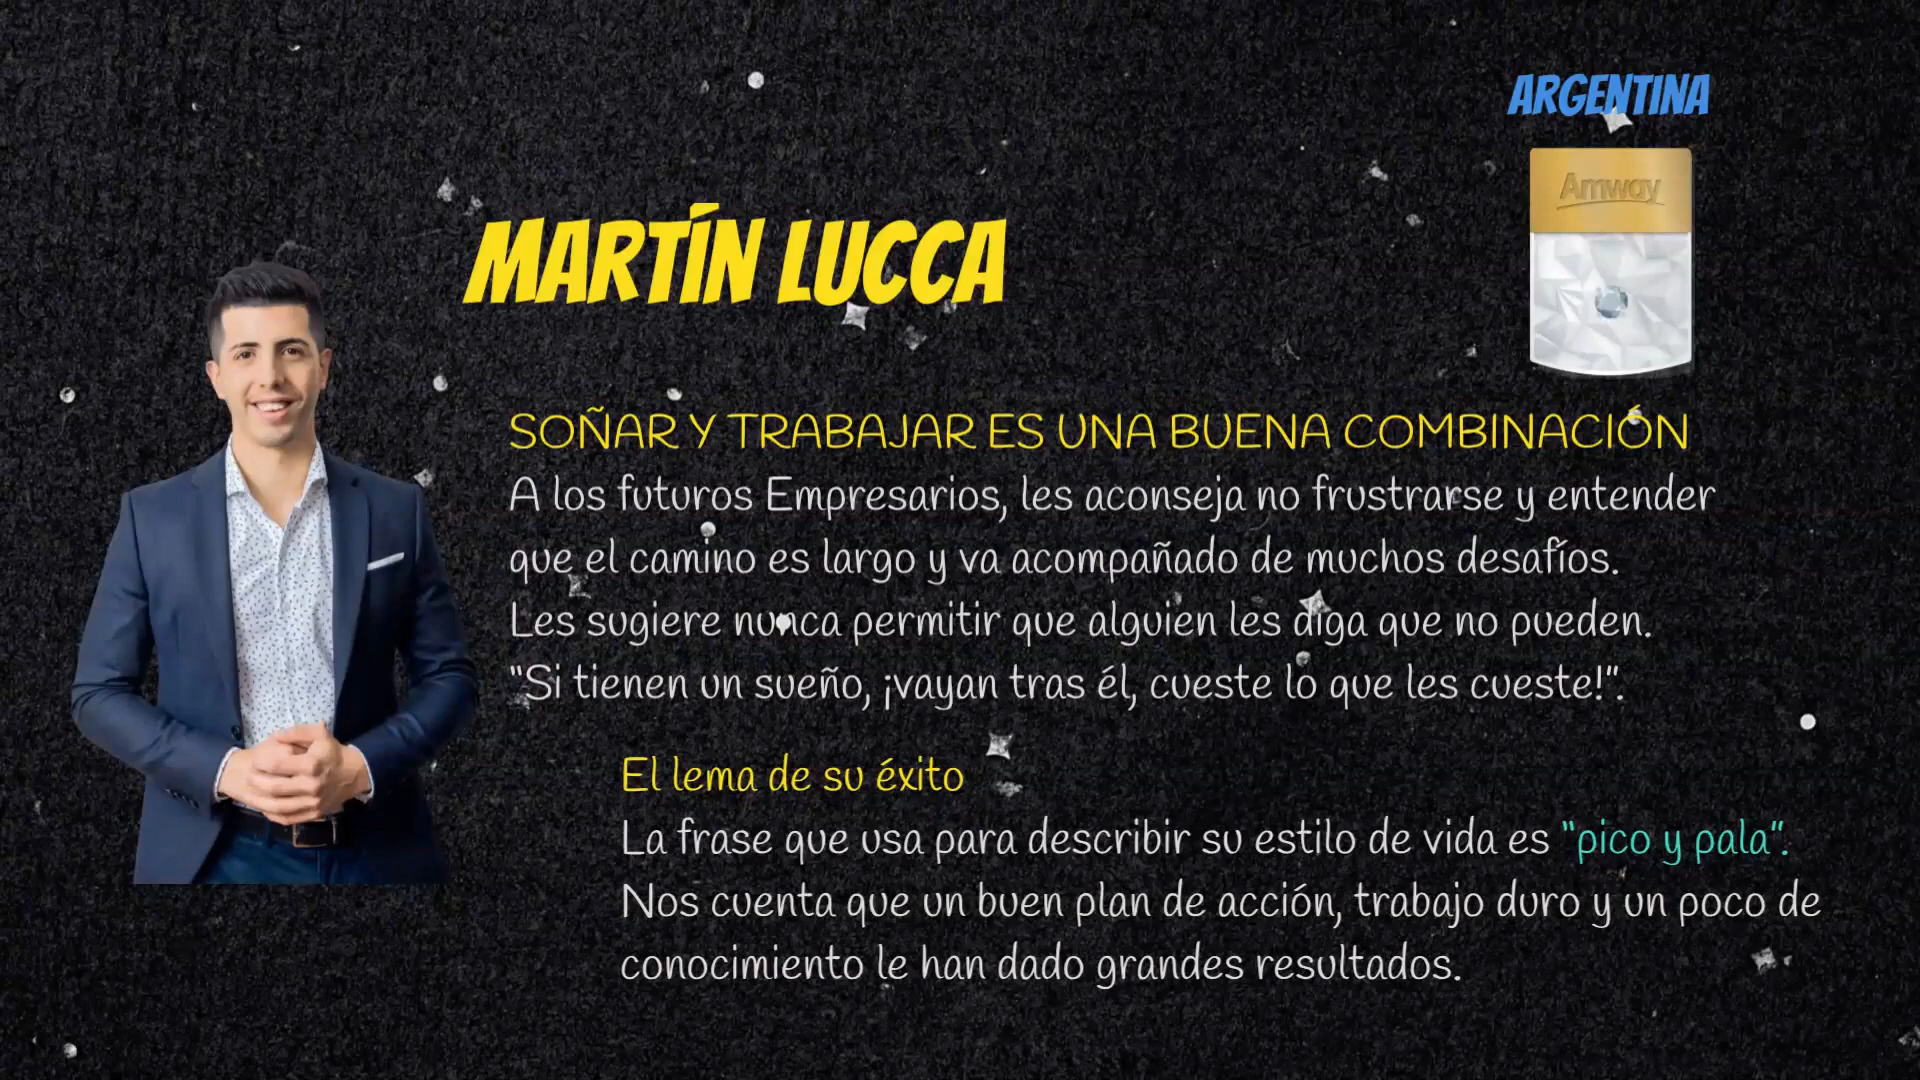 ARGENTINA
Amway
MARTÍN LUCCA
SOÑAR Y TRABAJAR ES UNA BUENA COMBINACIÓN
A los futuros Empresarios, les aconseja no frustrarse y entender
que el camino es largo y va acompañado de muchos desafíos.
Les sugiere nunca permitir que alguien les diga que no pueden.
"Si tienen un sueño, ¡vayan tras él, cueste lo que les cueste!".
El lema de su éxito
La frase que usa para describir su estilo de vida es "pico y pala".
Nos cuenta que un buen plan de acción, trabajo duro y un poco de
conocimiento le han dado grandes resultados.